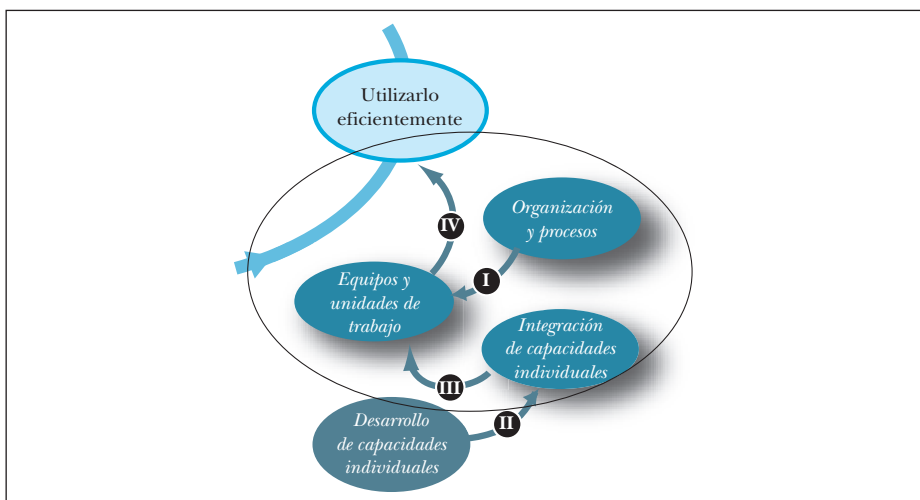 Utilizarlo
eficientemente
IV
Organización
y procesos
I
Equipos y
unidades de
trabajo
Integración
de capacidades
individuales
III
II
Desarrollo
de capacidades
individuales